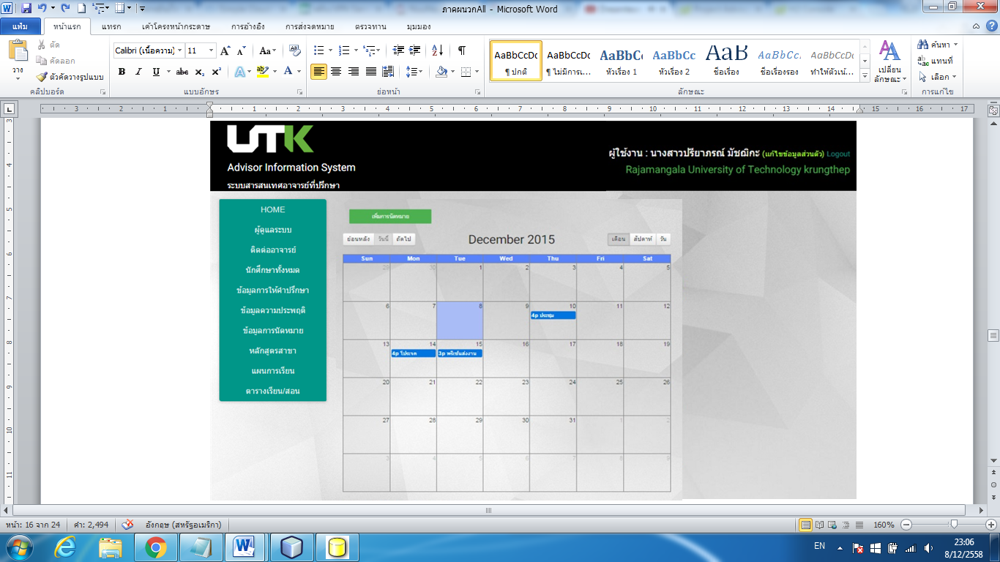 ภาคผนวกAll - Microsoft Word
แฟ้ม หน้าแรก แทรก เค้าโครงหน้ากระดาษ การอ้างอิง การส่งจดหมาย ตรวจทาน มุมมอง
วาง
ตัด
คัดลอก
ตัวคัดวางรูปแบบ
คลิปบอร์ด
Calibri (เนื้อความ) 11
แบบอักษร
ย่อหน้า
AaBbCcDc AaBbCcDc AaBbC AaBbCc AaB AaBbCcL AaBbCcDc
¶ ปกติ ¶ ไม่มีการเ... หัวเรื่อง 1 หัวเรื่อง 2 ชื่อเรื่อง ชื่อเรื่องรอง ทำให้ตัวเน้...
ลักษณะ
เปลี่ยน
ลักษณะ
ค้นหา
แทนที่
เลือก
การแก้ไข
3 2 1 1 2 3 4 5 6 7 8 9 10 11 12 13 14 15 16 17
UTK
Advisor Information System
ระบบสารสนเทศอาจารย์ที่ปรึกษา
ผู้ใช้งาน : นางสาวปรียาภรณ์ มัชฌิกะ (แก้ไขข้อมูลส่วนตัว) Logout
Rajamangala University of Technology krungthep
HOME
ผู้ดูแลระบบ
ติดต่ออาจารย์
นักศึกษาทั้งหมด
ข้อมูลการให้คำปรึกษา
ข้อมูลความประพฤติ
ข้อมูลการนัดหมาย
หลักสูตรสาขา
แผนการเรียน
ตารางเรียน/สอน
เพิ่มการนัดหมาย
ย้อนหลัง วันนี้ ถัดไป
December 2015
เดือน สัปดาห์ วัน
Sun Mon Tue Wed Thu Fri Sat
29 30 1 2 3 4 5
6 7 8 9 10 11 12
4p ประชุม
13 14 15 16 17 18 19
4p โปรเจค 3p พรีเซ้นส่งงาน
20 21 22 23 24 25 26
27 28 29 30 31 1 2
3 4 5 6 7 8 9
หน้า: 16 จาก 24 คำ: 2,494 อังกฤษ (สหรัฐอเมริกา) 160%
EN
23:06
8/12/2558